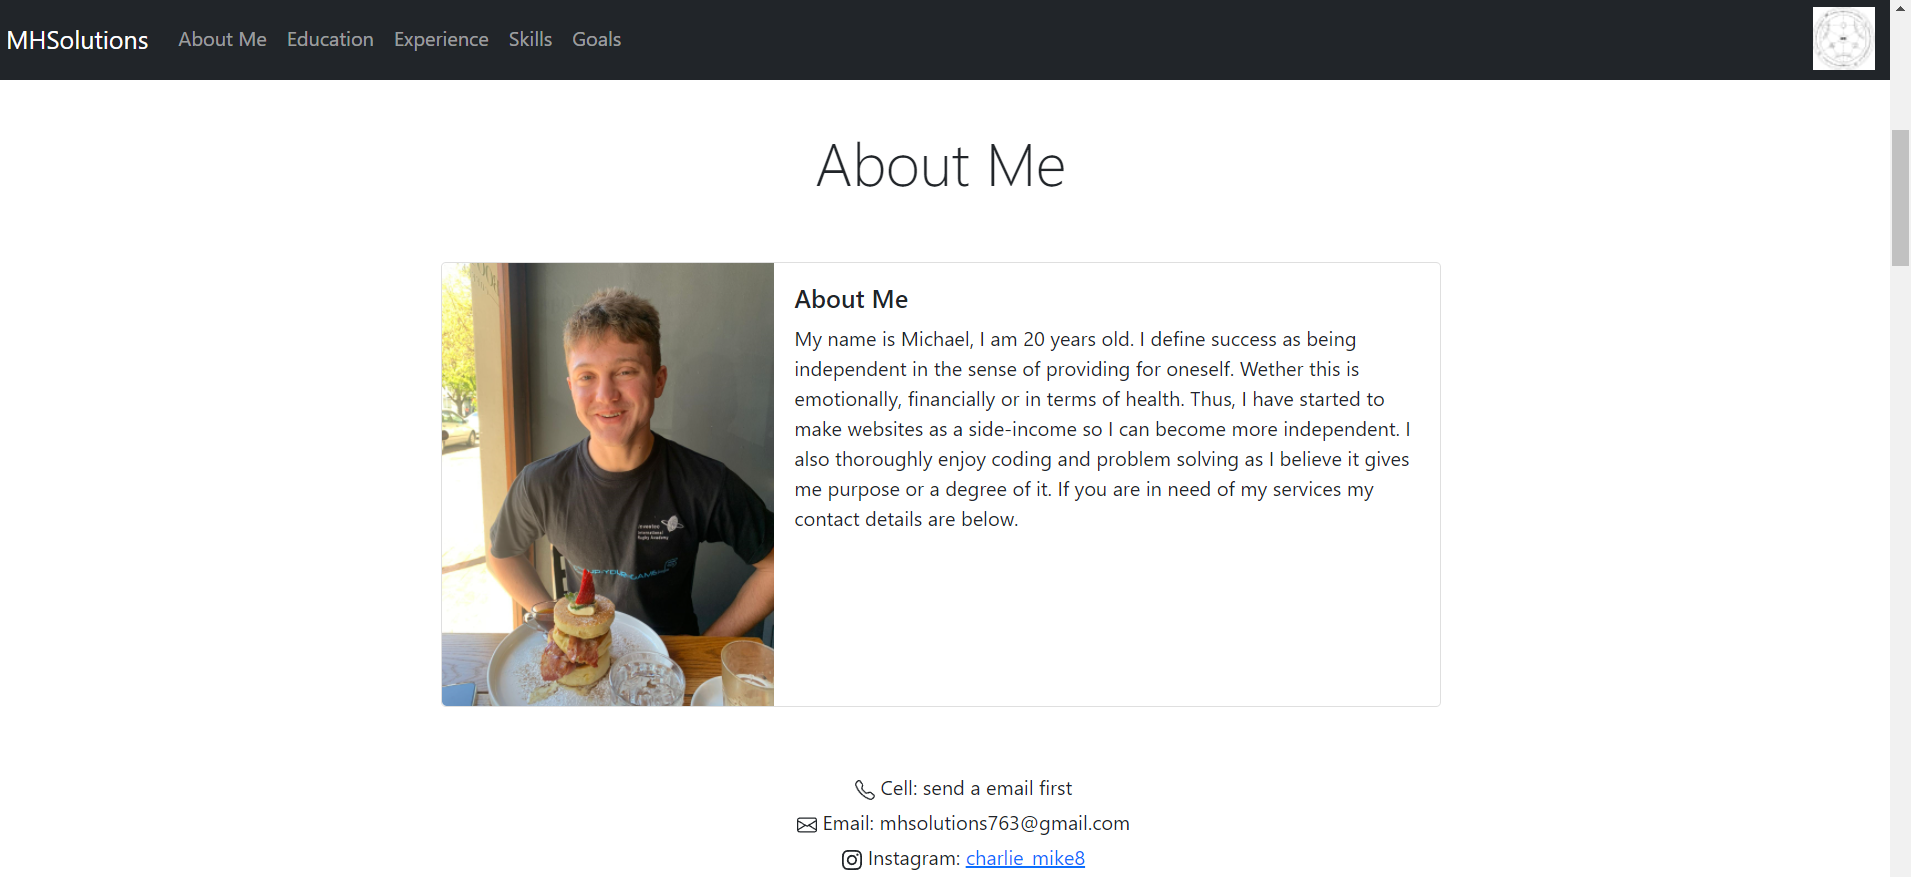 MHSolutions About Me Education Experience Skills Goals
About Me
About Me
My name is Michael, I am 20 years old. I define success as being
independent in the sense of providing for oneself. Wether this is
emotionally, financially or in terms of health. Thus, I have started to
make websites as a side-income so I can become more independent. I
also thoroughly enjoy coding and problem solving as I believe it gives
me purpose or a degree of it. If you are in need of my services my
contact details are below.
International
Rugby Academy
Cell: send a email first
Email: mhsolutions763@gmail.com
Instagram: charlie_mike8